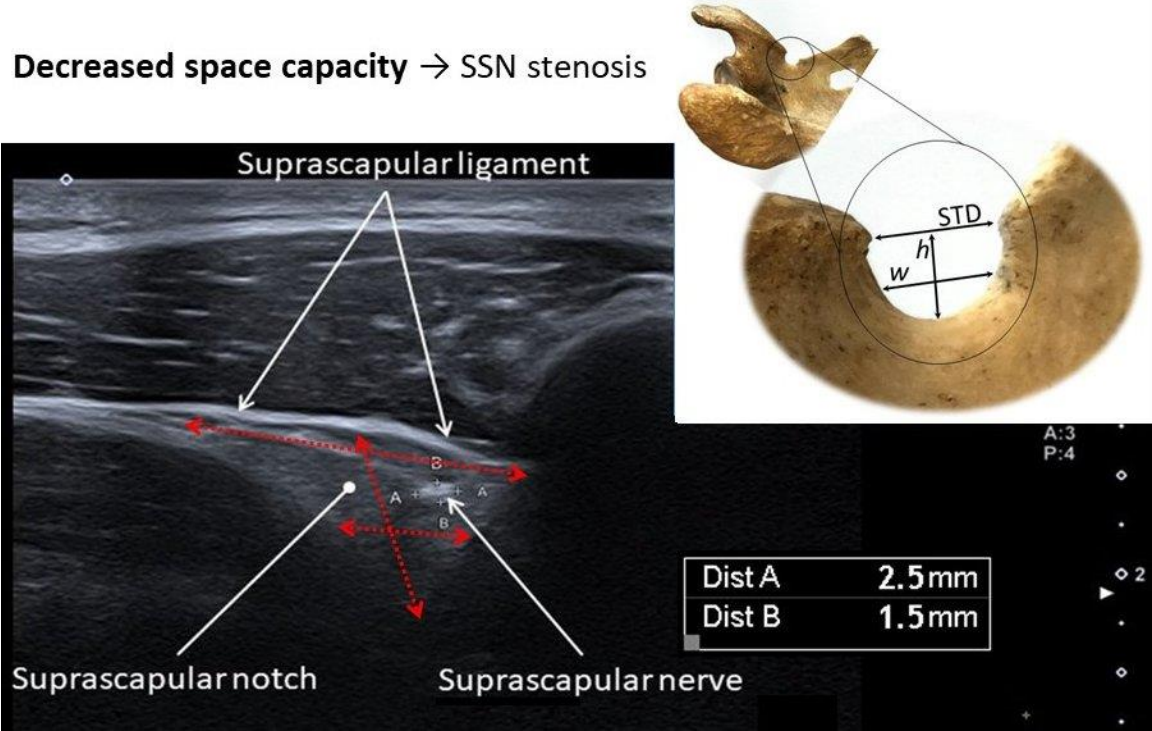 Decreased space capacity → SSN stenosis
Suprascapular ligament
STD
h
w
A:3
P:4
B
A
A
B
2
Dist A 2.5mm
Dist B 1.5mm
Suprascapular notch
Suprascapular nerve